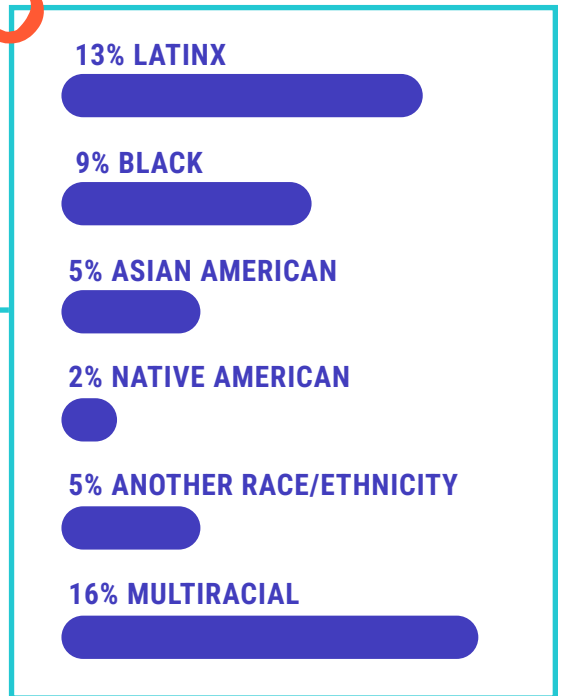 13% LATINX
9% BLACK
5% ASIAN AMERICAN
2% NATIVE AMERICAN
5% ANOTHER RACE/ETHNICITY
16% MULTIRACIAL